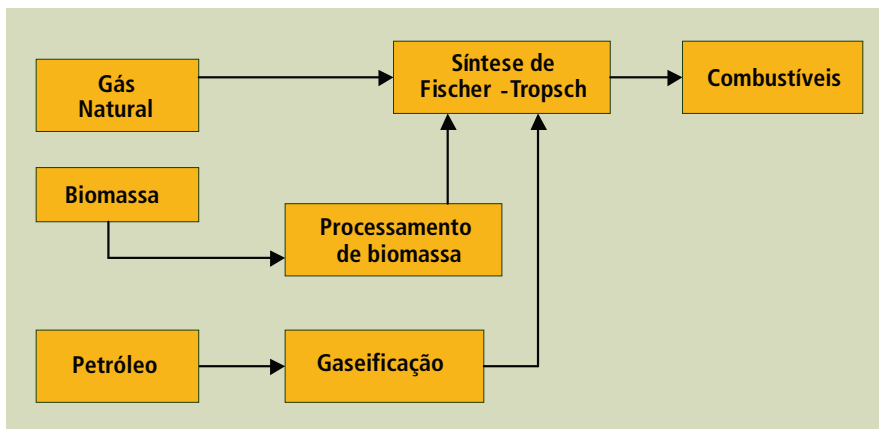 Gás
Natural
Síntese de
Fischer -Tropsch
Combustíveis
Biomassa
Processamento
de biomassa
Petróleo
Gaseificação